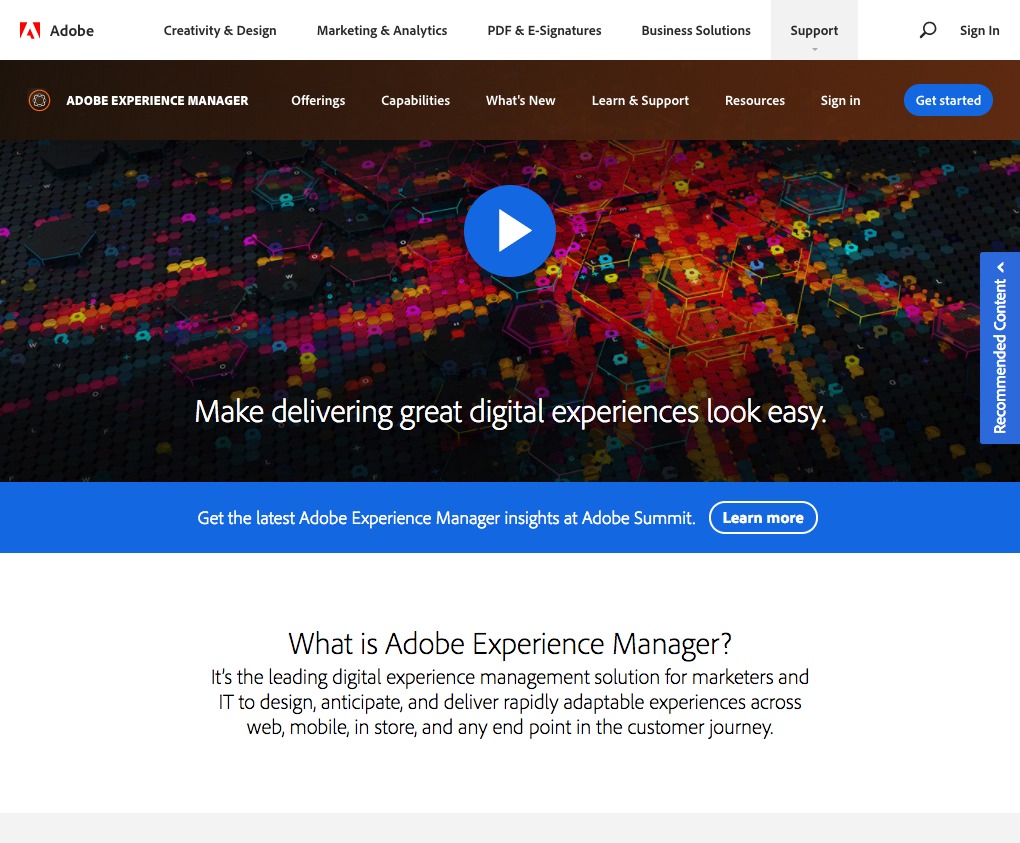 Adobe
Creativity & Design
Marketing & Analytics
PDF & E-Signatures
Business Solutions
Support
Sign In
ADOBE EXPERIENCE MANAGER
Offerings
Capabilities
What's New
Learn & Support
Resources
Sign in
Get started
Make delivering great digital experiences look easy.
Recommended Content
Get the latest Adobe Experience Manager insights at Adobe Summit.
Learn more
What is Adobe Experience Manager?
It's the leading digital experience management solution for marketers and
IT to design, anticipate, and deliver rapidly adaptable experiences across
web, mobile, in store, and any end point in the customer journey.